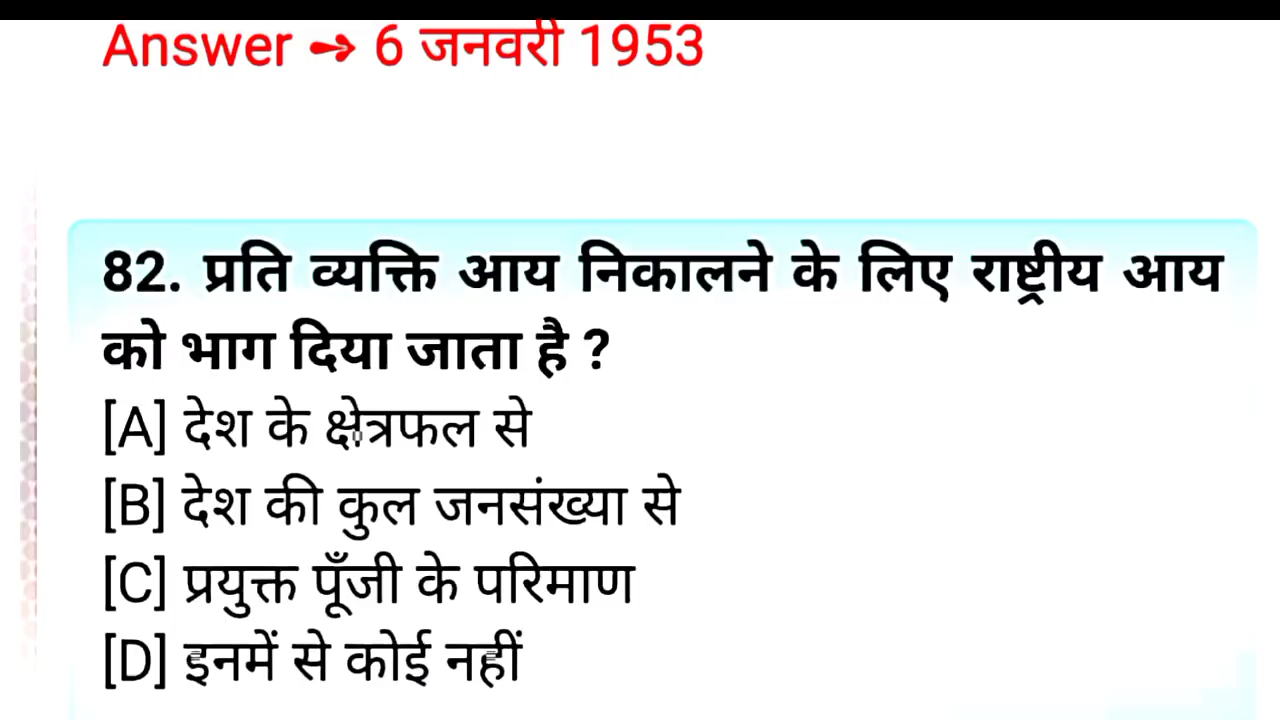 Answer ➺ 6 जनवरी 1953
82. प्रति व्यक्ति आय निकालने के लिए राष्ट्रीय आय
को भाग दिया जाता है ?
[A] देश के क्षेत्रफल से
[B] देश की कुल जनसंख्या से
[C] प्रयुक्त पूँजी के परिमाण
[D] इनमें से कोई नहीं